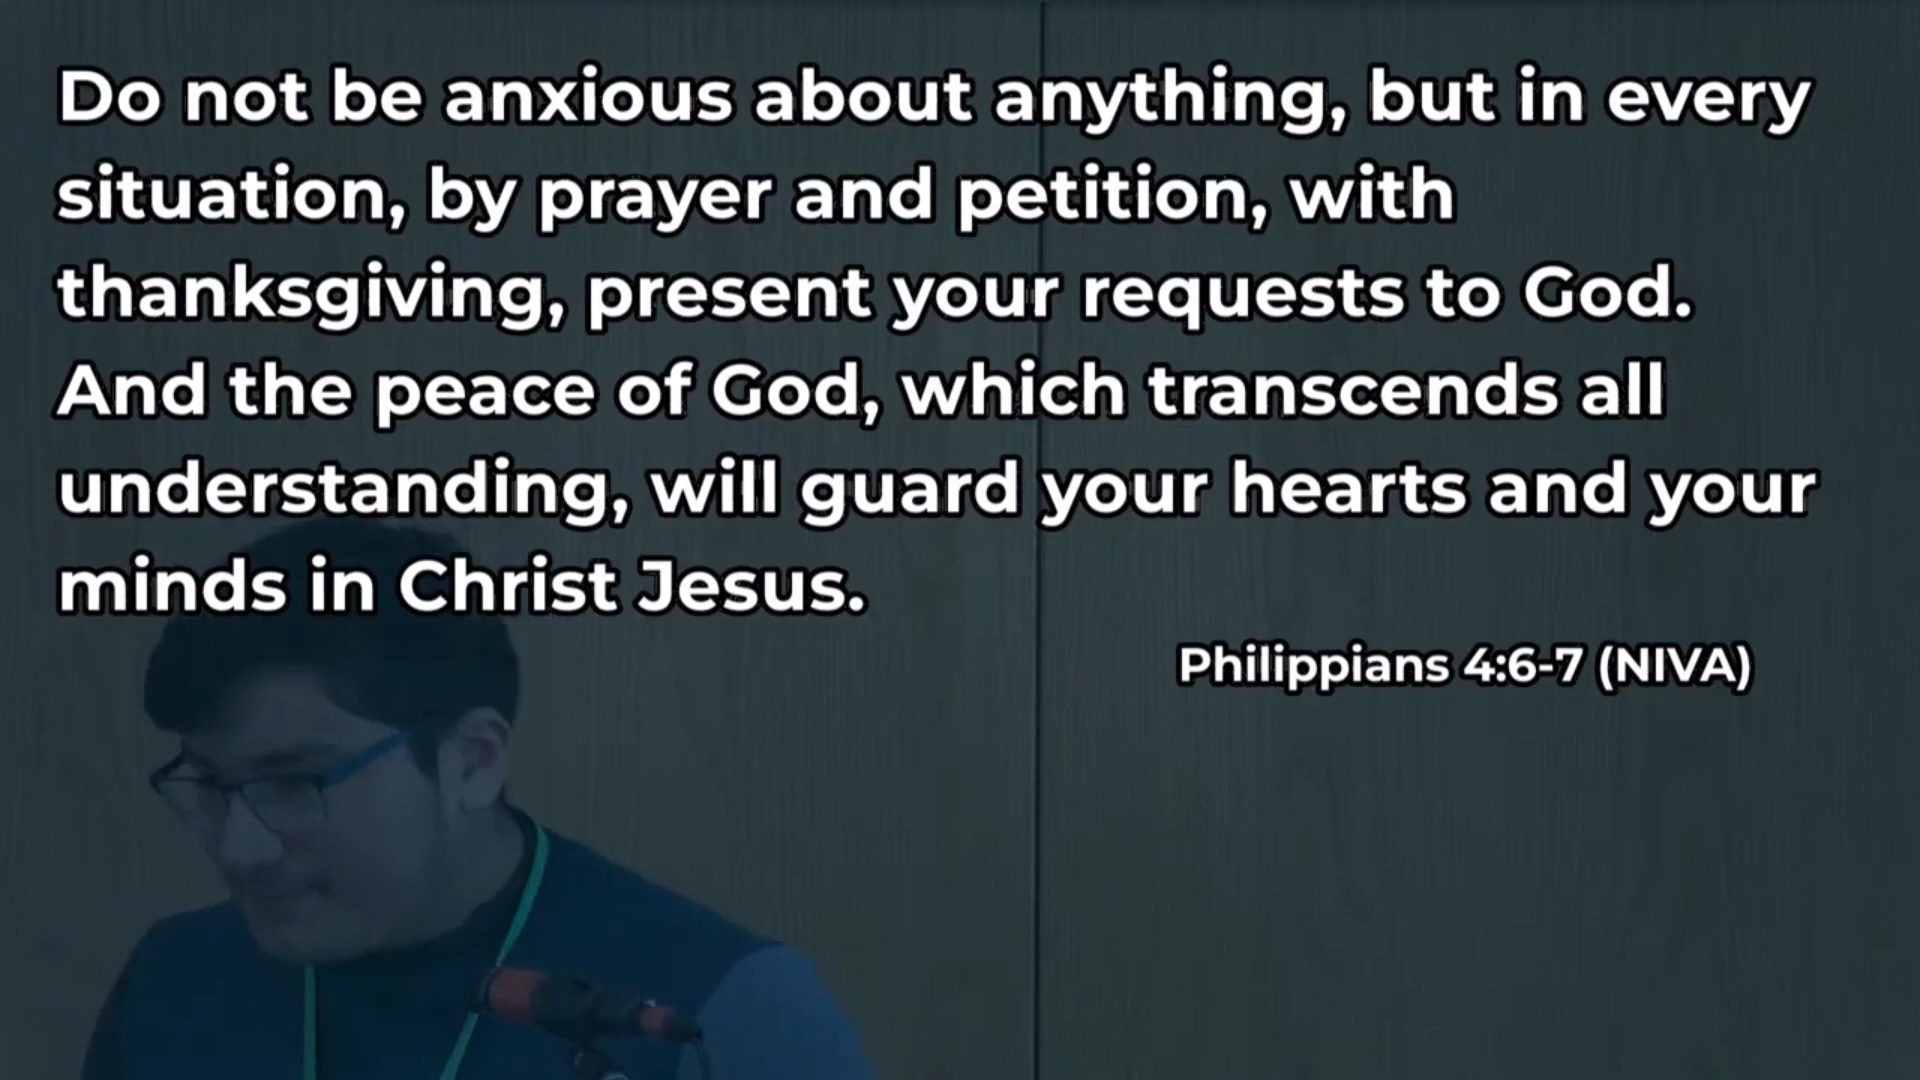 Do not be anxious about anything, but in every
situation, by prayer and petition, with
thanksgiving, present your requests to God.
And the peace of God, which transcends all
understanding, will guard your hearts and your
minds in Christ Jesus.
Philippians 4:6-7 (NIVA)